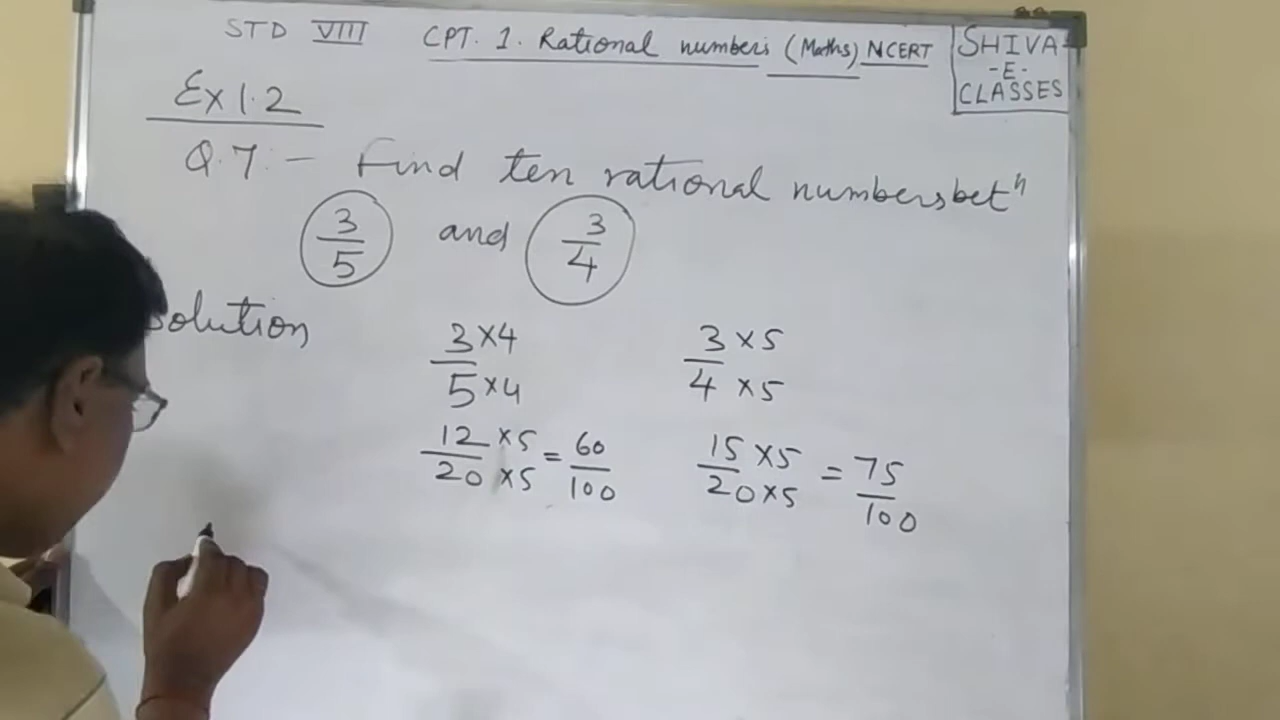 STD VIII CPT. 1. Rational numbers (Maths) NCERT
SHIVA
-E-
CLASSES
Ex 1.2
Q.7:- Find ten rational numbers betⁿ
3/5 and 3/4
Solution
3×4/5×4 3×5/4×5
12×5/20×5 = 60/100 15×5/20×5 = 75/100